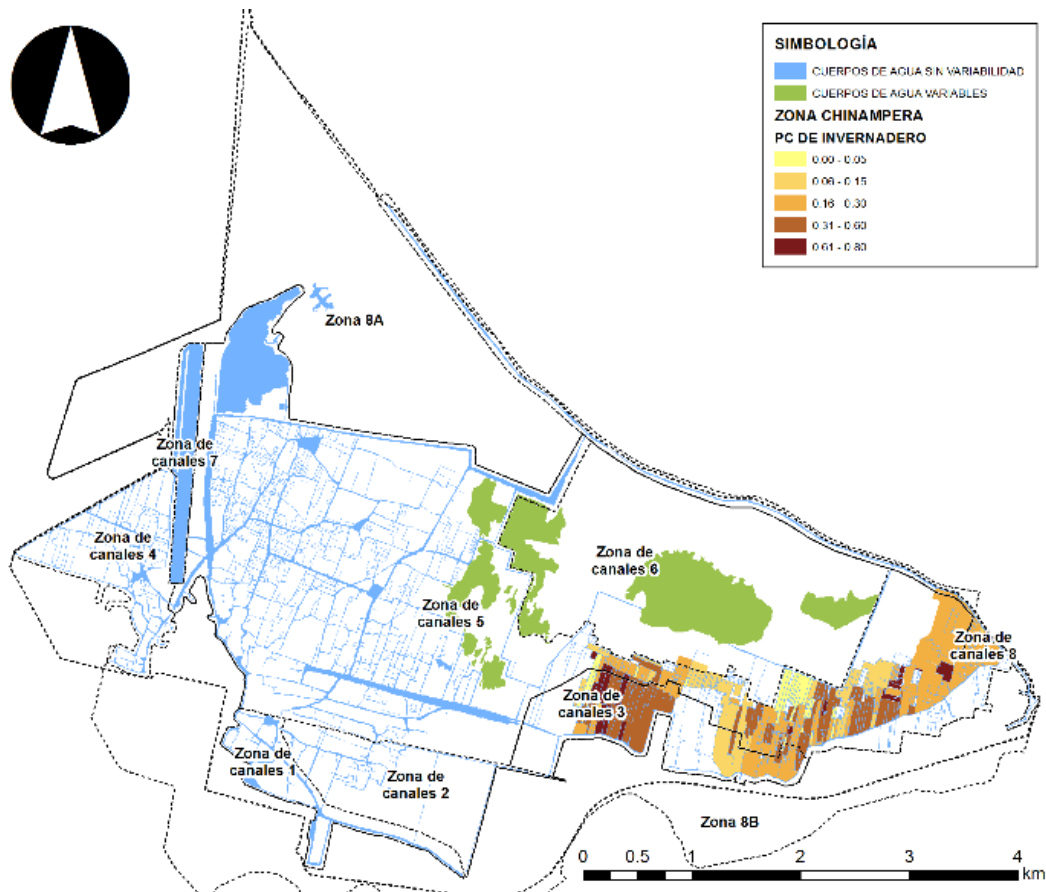 SIMBOLOGÍA
CUERPOS DE AGUA SIN VARIABILIDAD
CUERPOS DE AGUA VARIABLES
ZONA CHINAMPERA
PC DE INVERNADERO
0.00 - 0.05
0.06 - 0.15
0.16 - 0.30
0.31 - 0.60
0.61 - 0.80
Zona 8A
Zona de
canales 7
Zona de
canales 4
Zona de
canales 6
Zona de
canales 5
Zona de
canales 8
Zona de
canales 3
Zona de
canales 1
Zona de
canales 2
Zona 8B
0 0.5 1 2 3 4
km